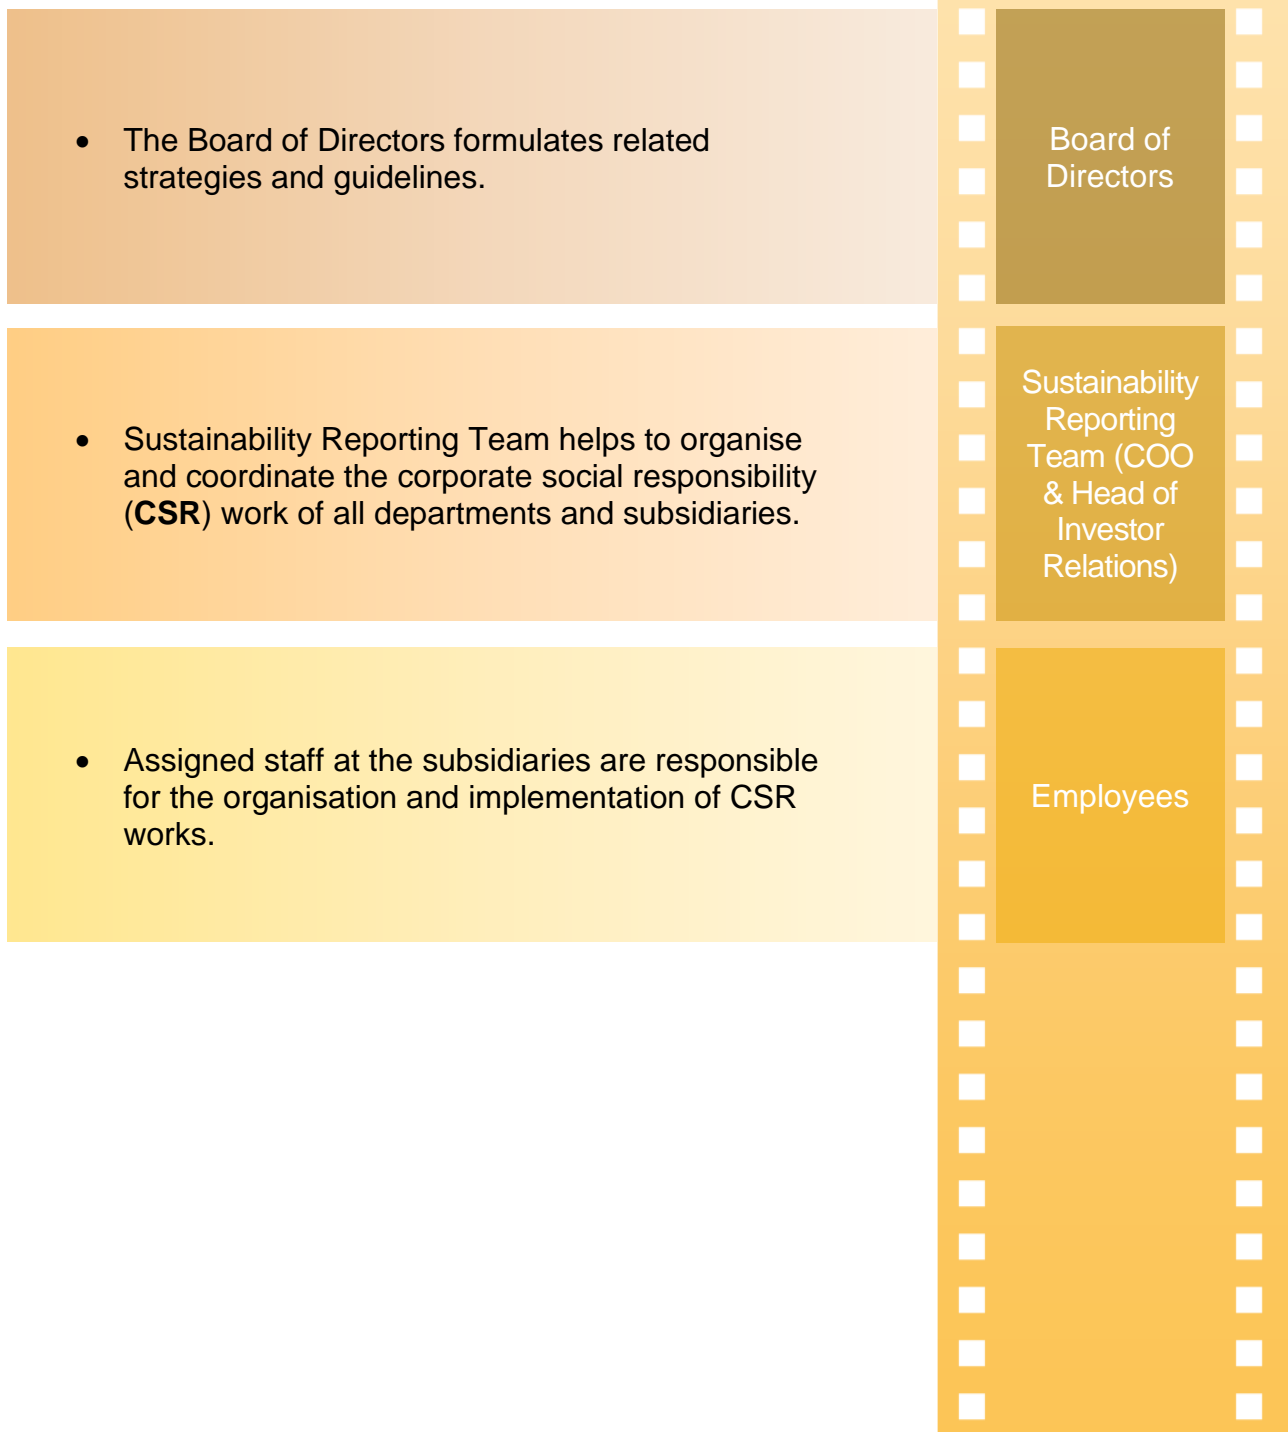 • The Board of Directors formulates related
strategies and guidelines.
Board of
Directors
• Sustainability Reporting Team helps to organise
and coordinate the corporate social responsibility
(CSR) work of all departments and subsidiaries.
Sustainability
Reporting
Team (COO
& Head of
Investor
Relations)
• Assigned staff at the subsidiaries are responsible
for the organisation and implementation of CSR
works.
Employees